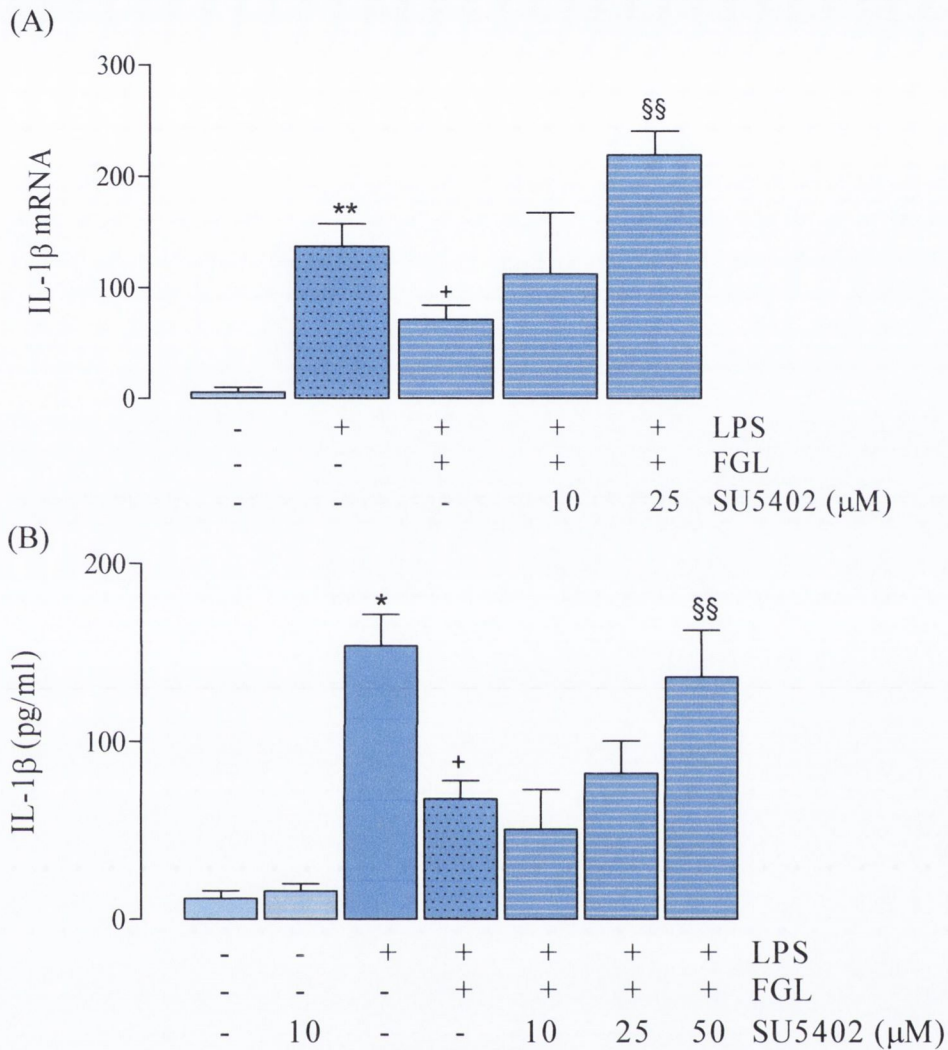 (A)
300
200
100
0
IL-1β mRNA
**
+
§§
- + + + + LPS
- - + + + FGL
- - - 10 25 SU5402 (μM)
(B)
200
100
0
IL-1β (pg/ml)
*
+
§§
- - + + + + + LPS
- - - + + + + FGL
- 10 - - 10 25 50 SU5402 (μM)